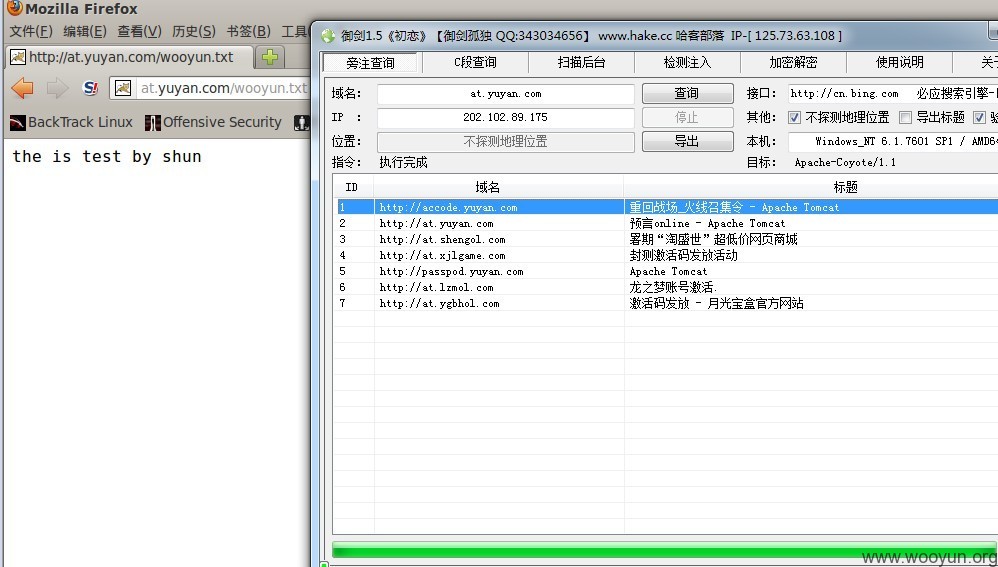 Mozilla Firefox
文件(F) 编辑(E) 查看(V) 历史(S) 书签(B) 工具
http://at.yuyan.com/wooyun.txt
at.yuyan.com/wooyun.txt
BackTrack Linux Offensive Security
the is test by shun
御剑1.5《初恋》【御剑孤独 QQ:343034656】 www.hake.cc 哈客部落 IP-[ 125.73.63.108 ]
旁注查询 C段查询 扫描后台 检测注入 加密解密 使用说明 关于
域名: at.yuyan.com 查询 接口: http://cn.bing.com 必应搜索引擎-
IP : 202.102.89.175 停止 其他: 不探测地理位置 导出标题
位置: 不探测地理位置 导出 本机: Windows_NT 6.1.7601 SP1 / AMD64
指令: 执行完成 目标: Apache-Coyote/1.1
ID 域名 标题
1 http://accode.yuyan.com 重回战场_火线召集令 - Apache Tomcat
2 http://at.yuyan.com 预言online - Apache Tomcat
3 http://at.shengol.com 暑期“淘盛世”超低价网页商城
4 http://at.xjlgame.com 封测激活码发放活动
5 http://passpod.yuyan.com Apache Tomcat
6 http://at.lzmol.com 龙之梦账号激活.
7 http://at.ygbhol.com 激活码发放 - 月光宝盒官方网站
www.wooyun.org